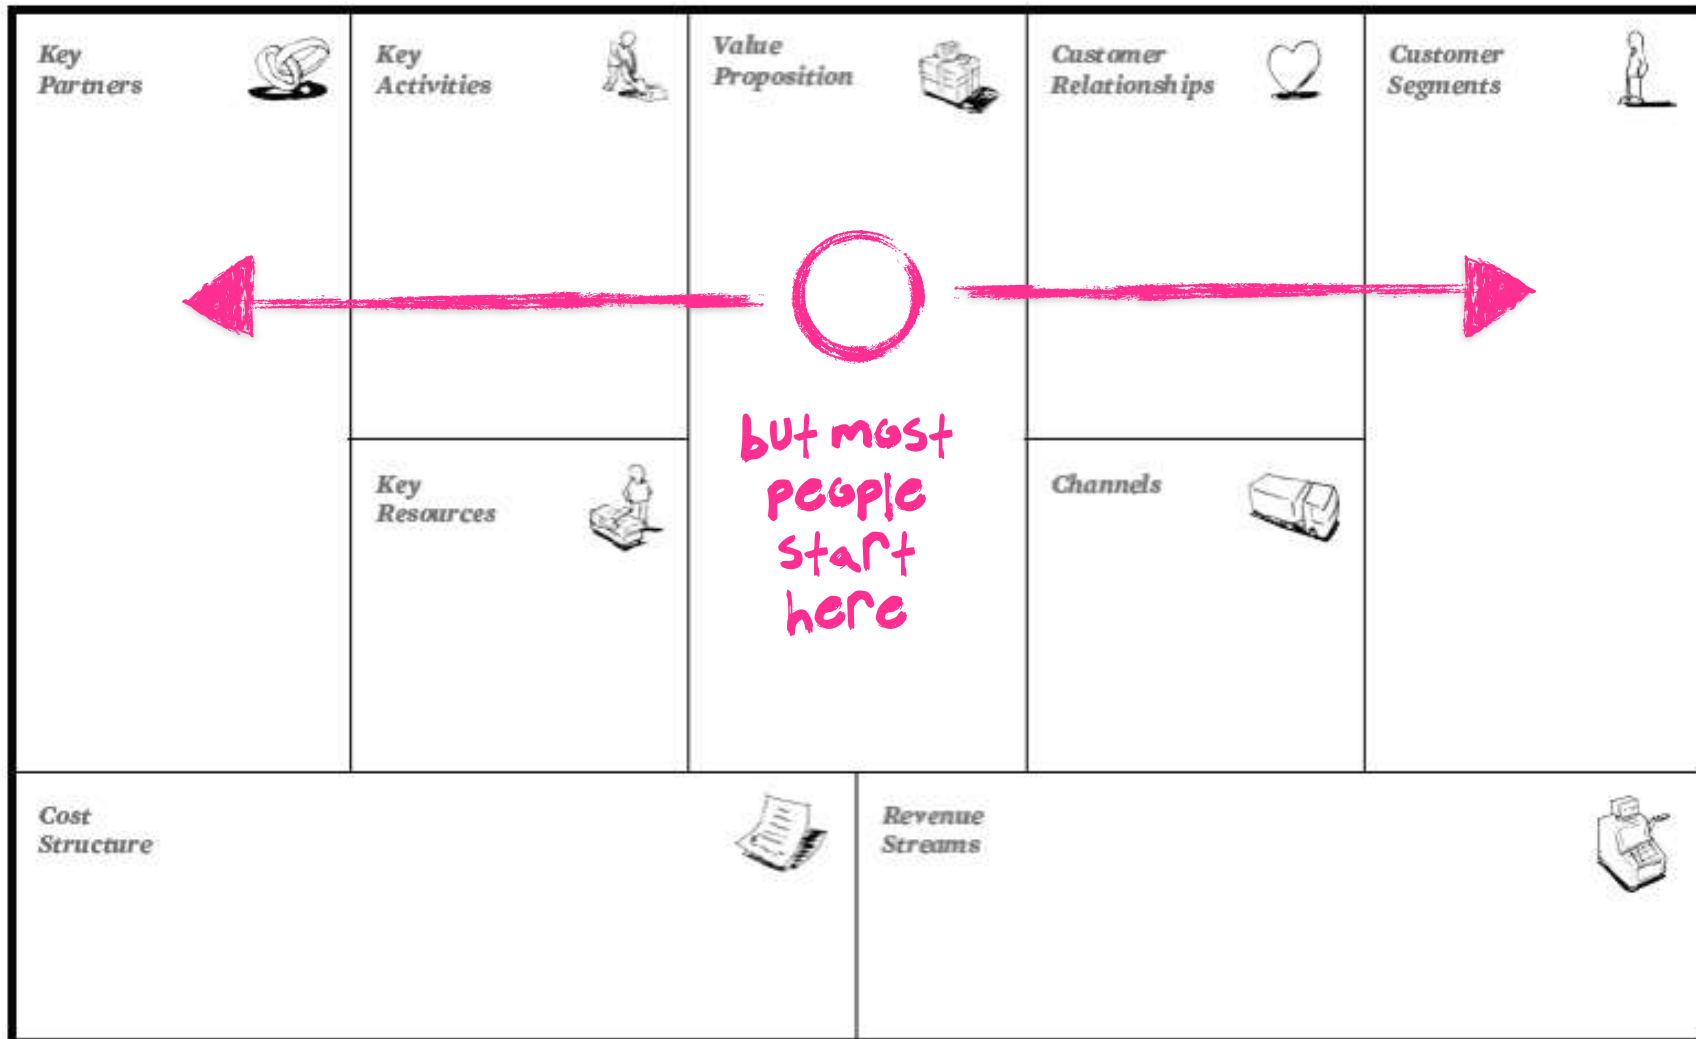 Key
Partners
Key
Activities
Value
Proposition
Customer
Relationships
Customer
Segments
Key
Resources
Channels
but most
people
start
here
Cost
Structure
Revenue
Streams